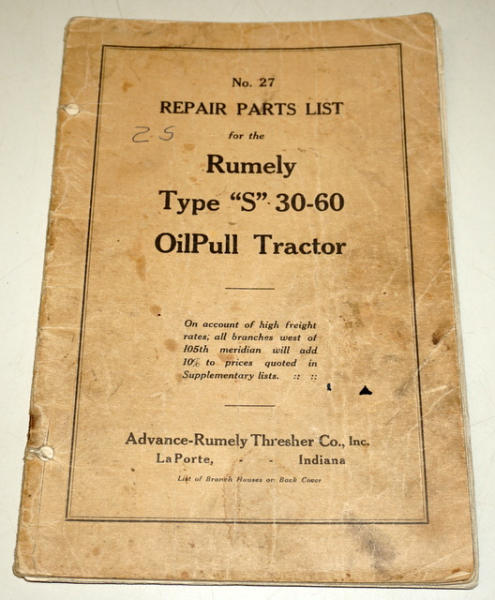 No. 27
REPAIR PARTS LIST
for the
25
Rumely
Type "S" 30-60
OilPull Tractor
On account of high freight
rates, all branches west of
105th meridian will add
10% to prices quoted in
Supplementary lists. :: ::
Advance-Rumely Thresher Co., Inc.
LaPorte, - - Indiana
List of Branch Houses on Back Cover